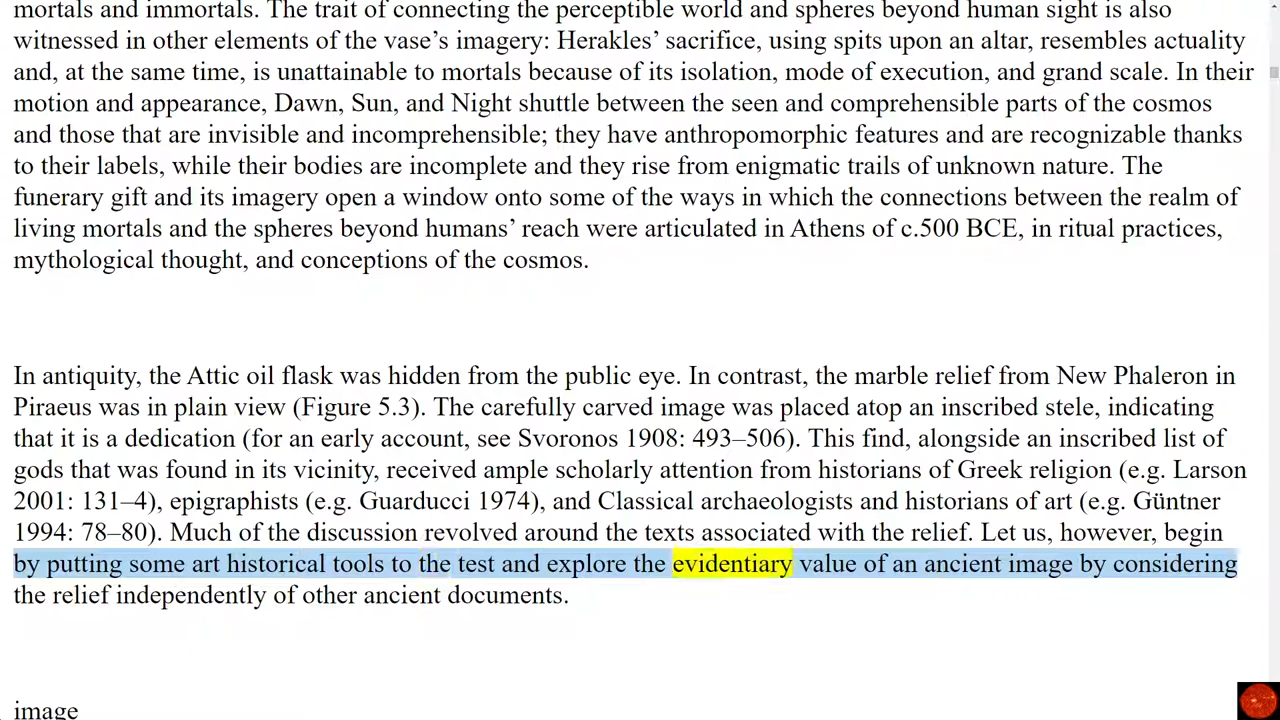 mortals and immortals. The trait of connecting the perceptible world and spheres beyond human sight is also
witnessed in other elements of the vase’s imagery: Herakles’ sacrifice, using spits upon an altar, resembles actuality
and, at the same time, is unattainable to mortals because of its isolation, mode of execution, and grand scale. In their
motion and appearance, Dawn, Sun, and Night shuttle between the seen and comprehensible parts of the cosmos
and those that are invisible and incomprehensible; they have anthropomorphic features and are recognizable thanks
to their labels, while their bodies are incomplete and they rise from enigmatic trails of unknown nature. The
funerary gift and its imagery open a window onto some of the ways in which the connections between the realm of
living mortals and the spheres beyond humans’ reach were articulated in Athens of c.500 BCE, in ritual practices,
mythological thought, and conceptions of the cosmos.
In antiquity, the Attic oil flask was hidden from the public eye. In contrast, the marble relief from New Phaleron in
Piraeus was in plain view (Figure 5.3). The carefully carved image was placed atop an inscribed stele, indicating
that it is a dedication (for an early account, see Svoronos 1908: 493–506). This find, alongside an inscribed list of
gods that was found in its vicinity, received ample scholarly attention from historians of Greek religion (e.g. Larson
2001: 131–4), epigraphists (e.g. Guarducci 1974), and Classical archaeologists and historians of art (e.g. Güntner
1994: 78–80). Much of the discussion revolved around the texts associated with the relief. Let us, however, begin
by putting some art historical tools to the test and explore the evidentiary value of an ancient image by considering
the relief independently of other ancient documents.
image